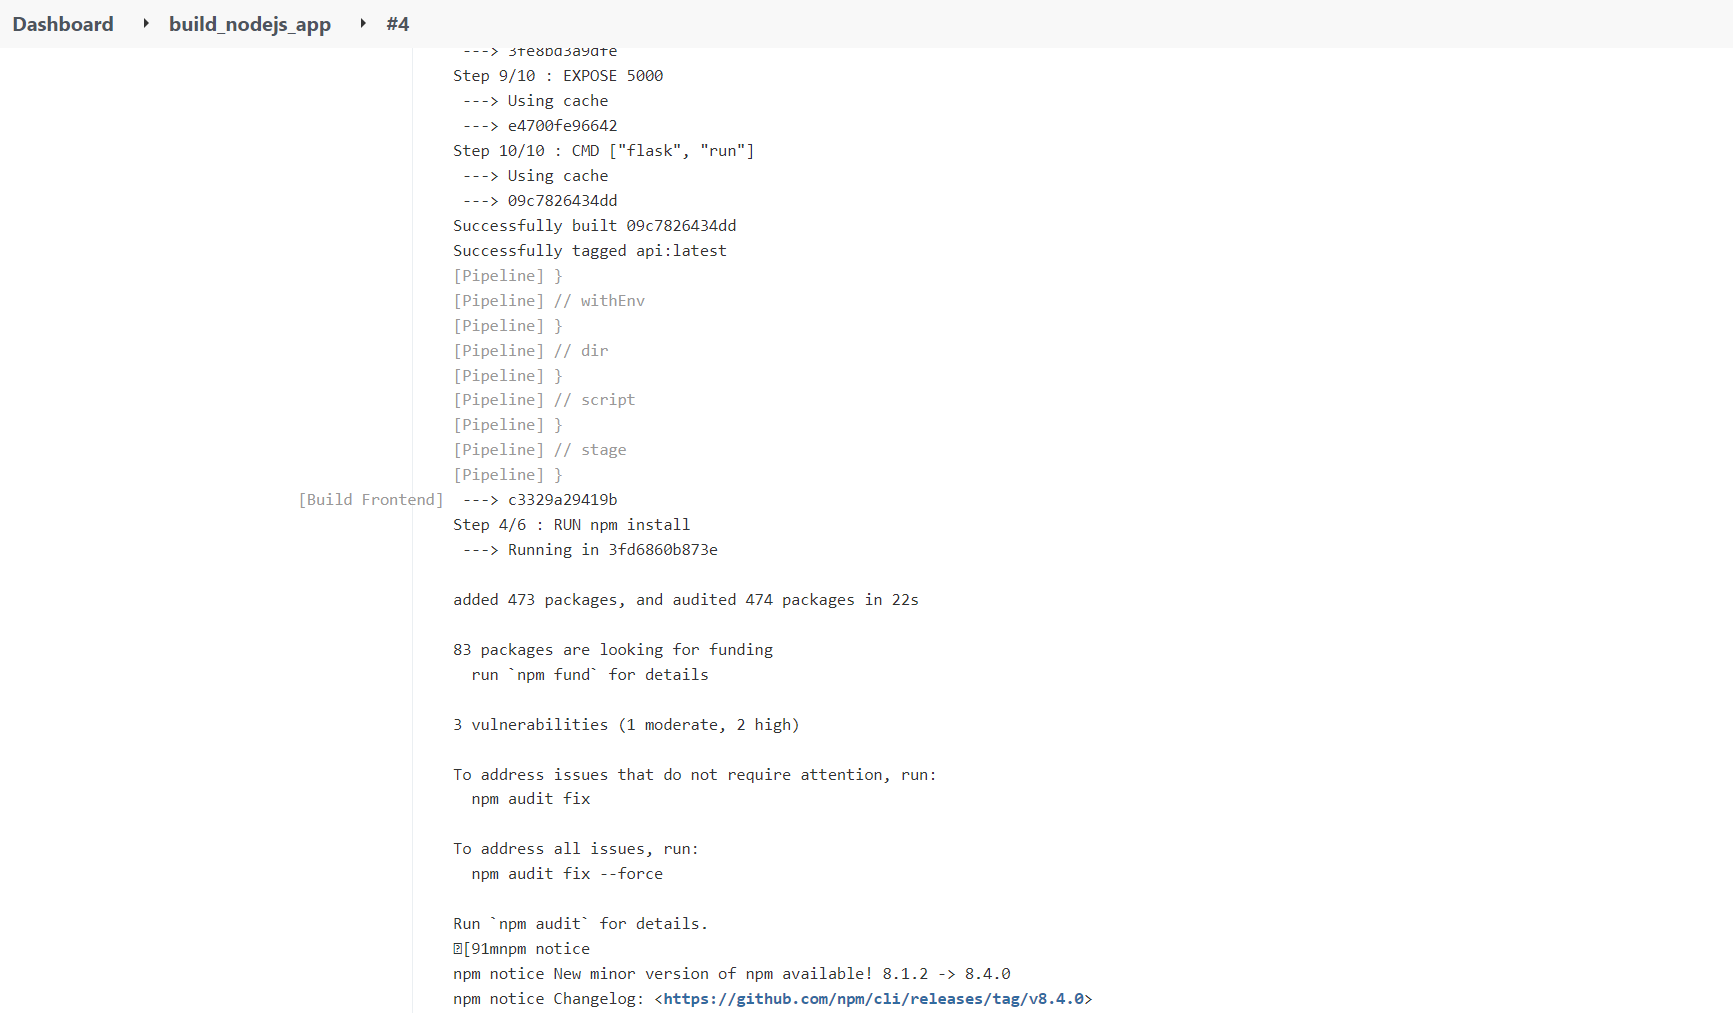 Dashboard build_nodejs_app #4
---> 3fe8bd3a9dfe
Step 9/10 : EXPOSE 5000
---> Using cache
---> e4700fe96642
Step 10/10 : CMD ["flask", "run"]
---> Using cache
---> 09c7826434dd
Successfully built 09c7826434dd
Successfully tagged api:latest
[Pipeline] }
[Pipeline] // withEnv
[Pipeline] }
[Pipeline] // dir
[Pipeline] }
[Pipeline] // script
[Pipeline] }
[Pipeline] // stage
[Pipeline] }
[Build Frontend] ---> c3329a29419b
Step 4/6 : RUN npm install
---> Running in 3fd6860b873e
added 473 packages, and audited 474 packages in 22s
83 packages are looking for funding
run `npm fund` for details
3 vulnerabilities (1 moderate, 2 high)
To address issues that do not require attention, run:
npm audit fix
To address all issues, run:
npm audit fix --force
Run `npm audit` for details.
[91mnpm notice
npm notice New minor version of npm available! 8.1.2 -> 8.4.0
npm notice Changelog: <https://github.com/npm/cli/releases/tag/v8.4.0>